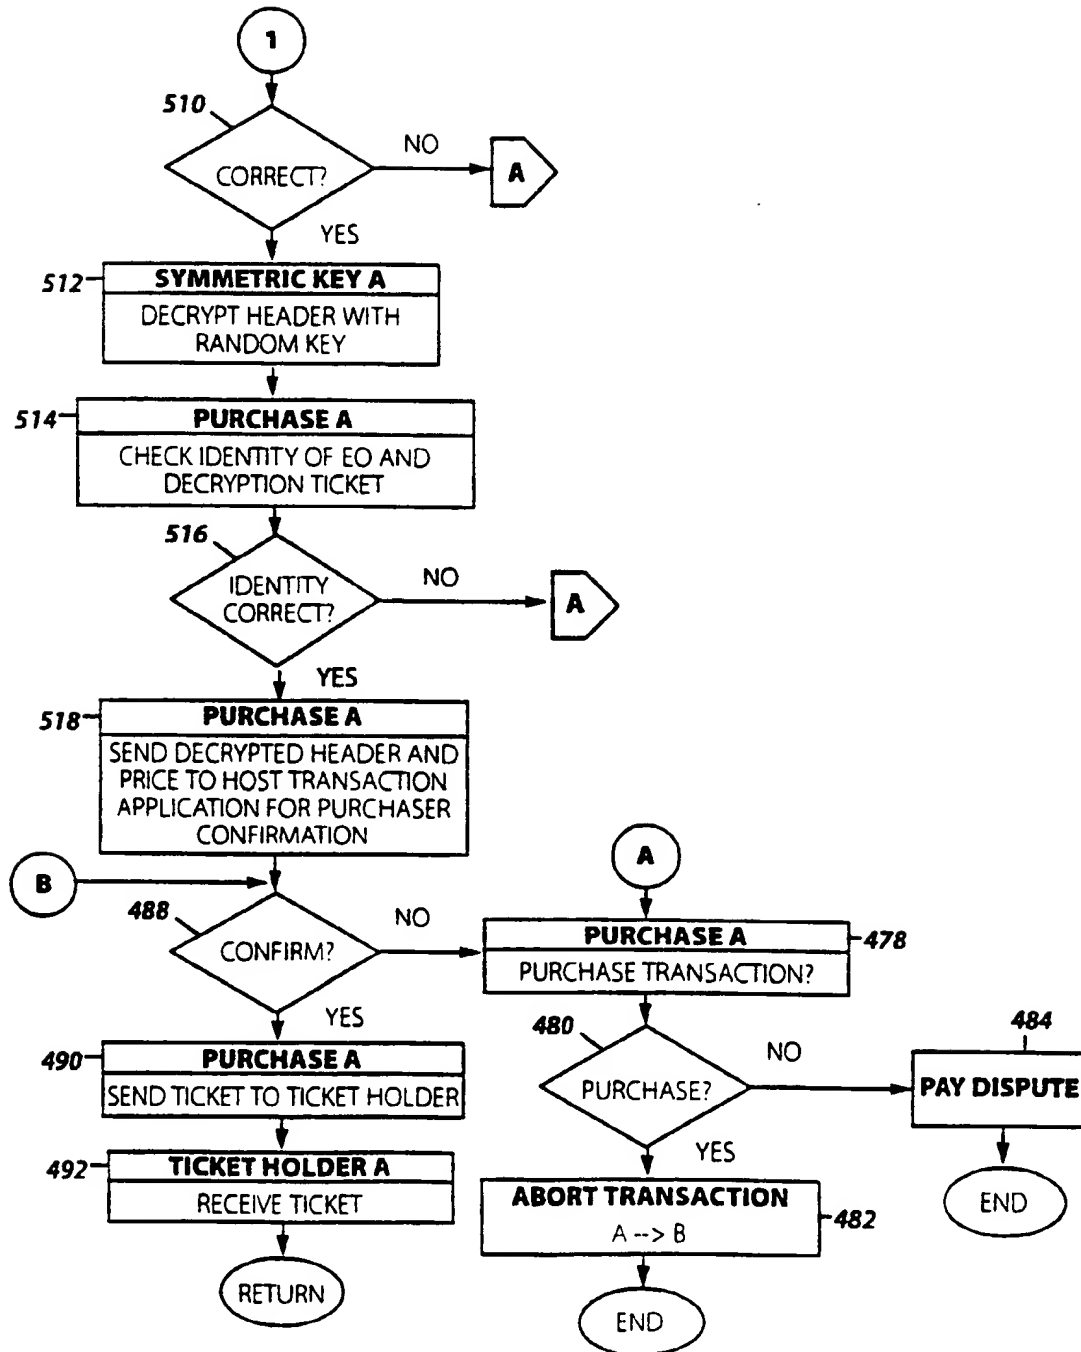 1
510
CORRECT?
NO
A
YES
512
SYMMETRIC KEY A
DECRYPT HEADER WITH
RANDOM KEY
514
PURCHASE A
CHECK IDENTITY OF EO AND
DECRYPTION TICKET
516
IDENTITY
CORRECT?
NO
A
YES
518
PURCHASE A
SEND DECRYPTED HEADER AND
PRICE TO HOST TRANSACTION
APPLICATION FOR PURCHASER
CONFIRMATION
B
A
488
CONFIRM?
NO
PURCHASE A
478
PURCHASE TRANSACTION?
YES
490
PURCHASE A
SEND TICKET TO TICKET HOLDER
480
PURCHASE?
NO
484
PAY DISPUTE
YES
492
TICKET HOLDER A
RECEIVE TICKET
ABORT TRANSACTION
A --> B
482
END
RETURN
END